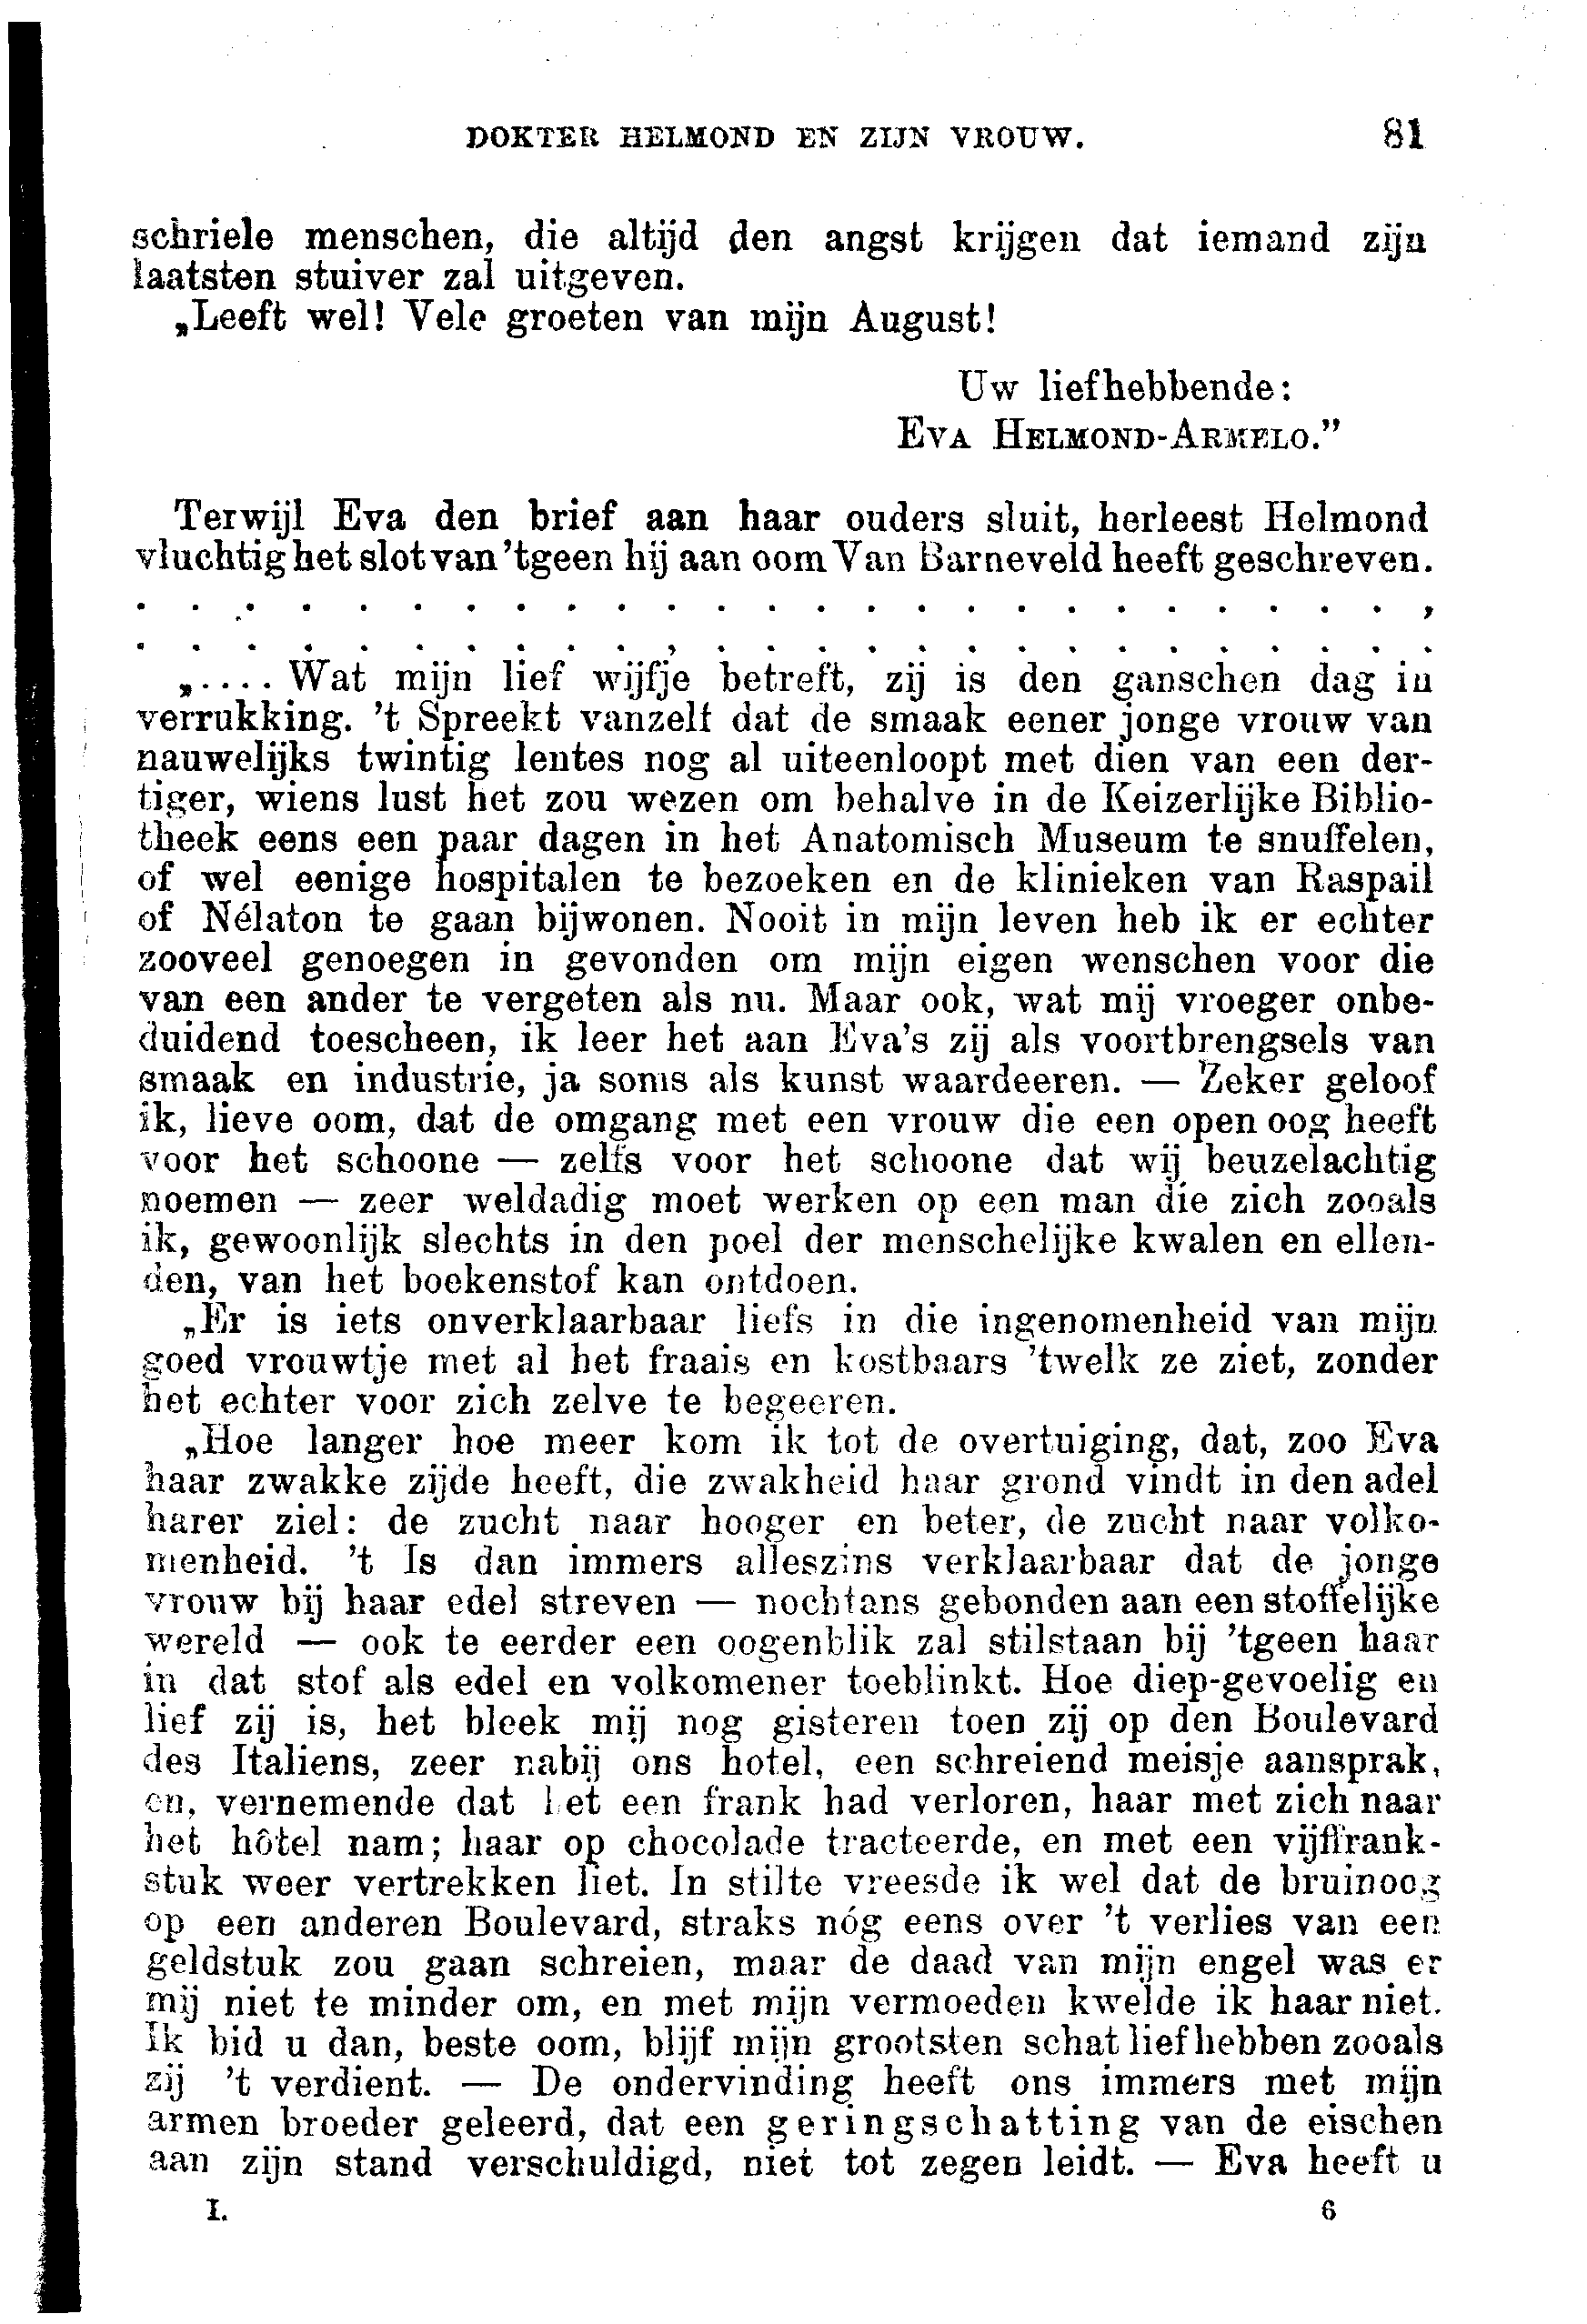 DOKTER HELMOND EN ZIJN VROUW. 81
schriele menschen, die altijd den angst krijgen dat iemand zijn
laatsten stuiver zal uitgeven.
„Leeft wel! Vele groeten van mijn August!
Uw liefhebbende:
EVA HELMOND-ARMELO.”
Terwijl Eva den brief aan haar ouders sluit, herleest Helmond
vluchtig het slot van 'tgeen hij aan oom Van Barneveld heeft geschreven.
. . . . . . . . . . . . . . . . . . . . . . . . . ,
. . . . . . . . . . . . . . . . . . . . . . . . . .
„.... Wat mijn lief wijfje betreft, zij is den ganschen dag in
verrukking. 't Spreekt vanzelf dat de smaak eener jonge vrouw van
nauwelijks twintig lentes nog al uiteenloopt met dien van een der-
tiger, wiens lust het zou wezen om behalve in de Keizerlijke Biblio-
theek eens een paar dagen in het Anatomisch Museum te snuffelen,
of wel eenige hospitalen te bezoeken en de klinieken van Raspail
of Nélaton te gaan bijwonen. Nooit in mijn leven heb ik er echter
zooveel genoegen in gevonden om mijn eigen wenschen voor die
van een ander te vergeten als nu. Maar ook, wat mij vroeger onbe-
duidend toescheen, ik leer het aan Eva's zij als voortbrengsels van
smaak en industrie, ja soms als kunst waardeeren. — Zeker geloof
ik, lieve oom, dat de omgang met een vrouw die een open oog heeft
voor het schoone — zelfs voor het schoone dat wij beuzelachtig
noemen — zeer weldadig moet werken op een man die zich zooals
ik, gewoonlijk slechts in den poel der menschelijke kwalen en ellen-
den, van het boekenstof kan ontdoen.
„Er is iets onverklaarbaar liefs in die ingenomenheid van mijn
goed vrouwtje met al het fraais en kostbaars 'twelk ze ziet, zonder
het echter voor zich zelve te begeeren.
„Hoe langer hoe meer kom ik tot de overtuiging, dat, zoo Eva
haar zwakke zijde heeft, die zwakheid haar grond vindt in den adel
harer ziel: de zucht naar hooger en beter, de zucht naar volko-
menheid. 't Is dan immers alleszins verklaarbaar dat de jonge
vrouw bij haar edel streven — nochtans gebonden aan een stoffelijke
wereld — ook te eerder een oogenblik zal stilstaan bij 'tgeen haar
in dat stof als edel en volkomener toeblinkt. Hoe diep-gevoelig en
lief zij is, het bleek mij nog gisteren toen zij op den Boulevard
des Italiens, zeer nabij ons hotel, een schreiend meisje aansprak,
en, vernemende dat het een frank had verloren, haar met zich naar
het hôtel nam; haar op chocolade tracteerde, en met een vijffrank-
stuk weer vertrekken liet. In stilte vreesde ik wel dat de bruinoog
op een anderen Boulevard, straks nóg eens over 't verlies van een
geldstuk zou gaan schreien, maar de daad van mijn engel was er
mij niet te minder om, en met mijn vermoeden kwelde ik haar niet.
Ik bid u dan, beste oom, blijf mijn grootsten schat liefhebben zooals
zij 't verdient. — De ondervinding heeft ons immers met mijn
armen broeder geleerd, dat een geringschatting van de eischen
aan zijn stand verschuldigd, niet tot zegen leidt. — Eva heeft u
I. 6